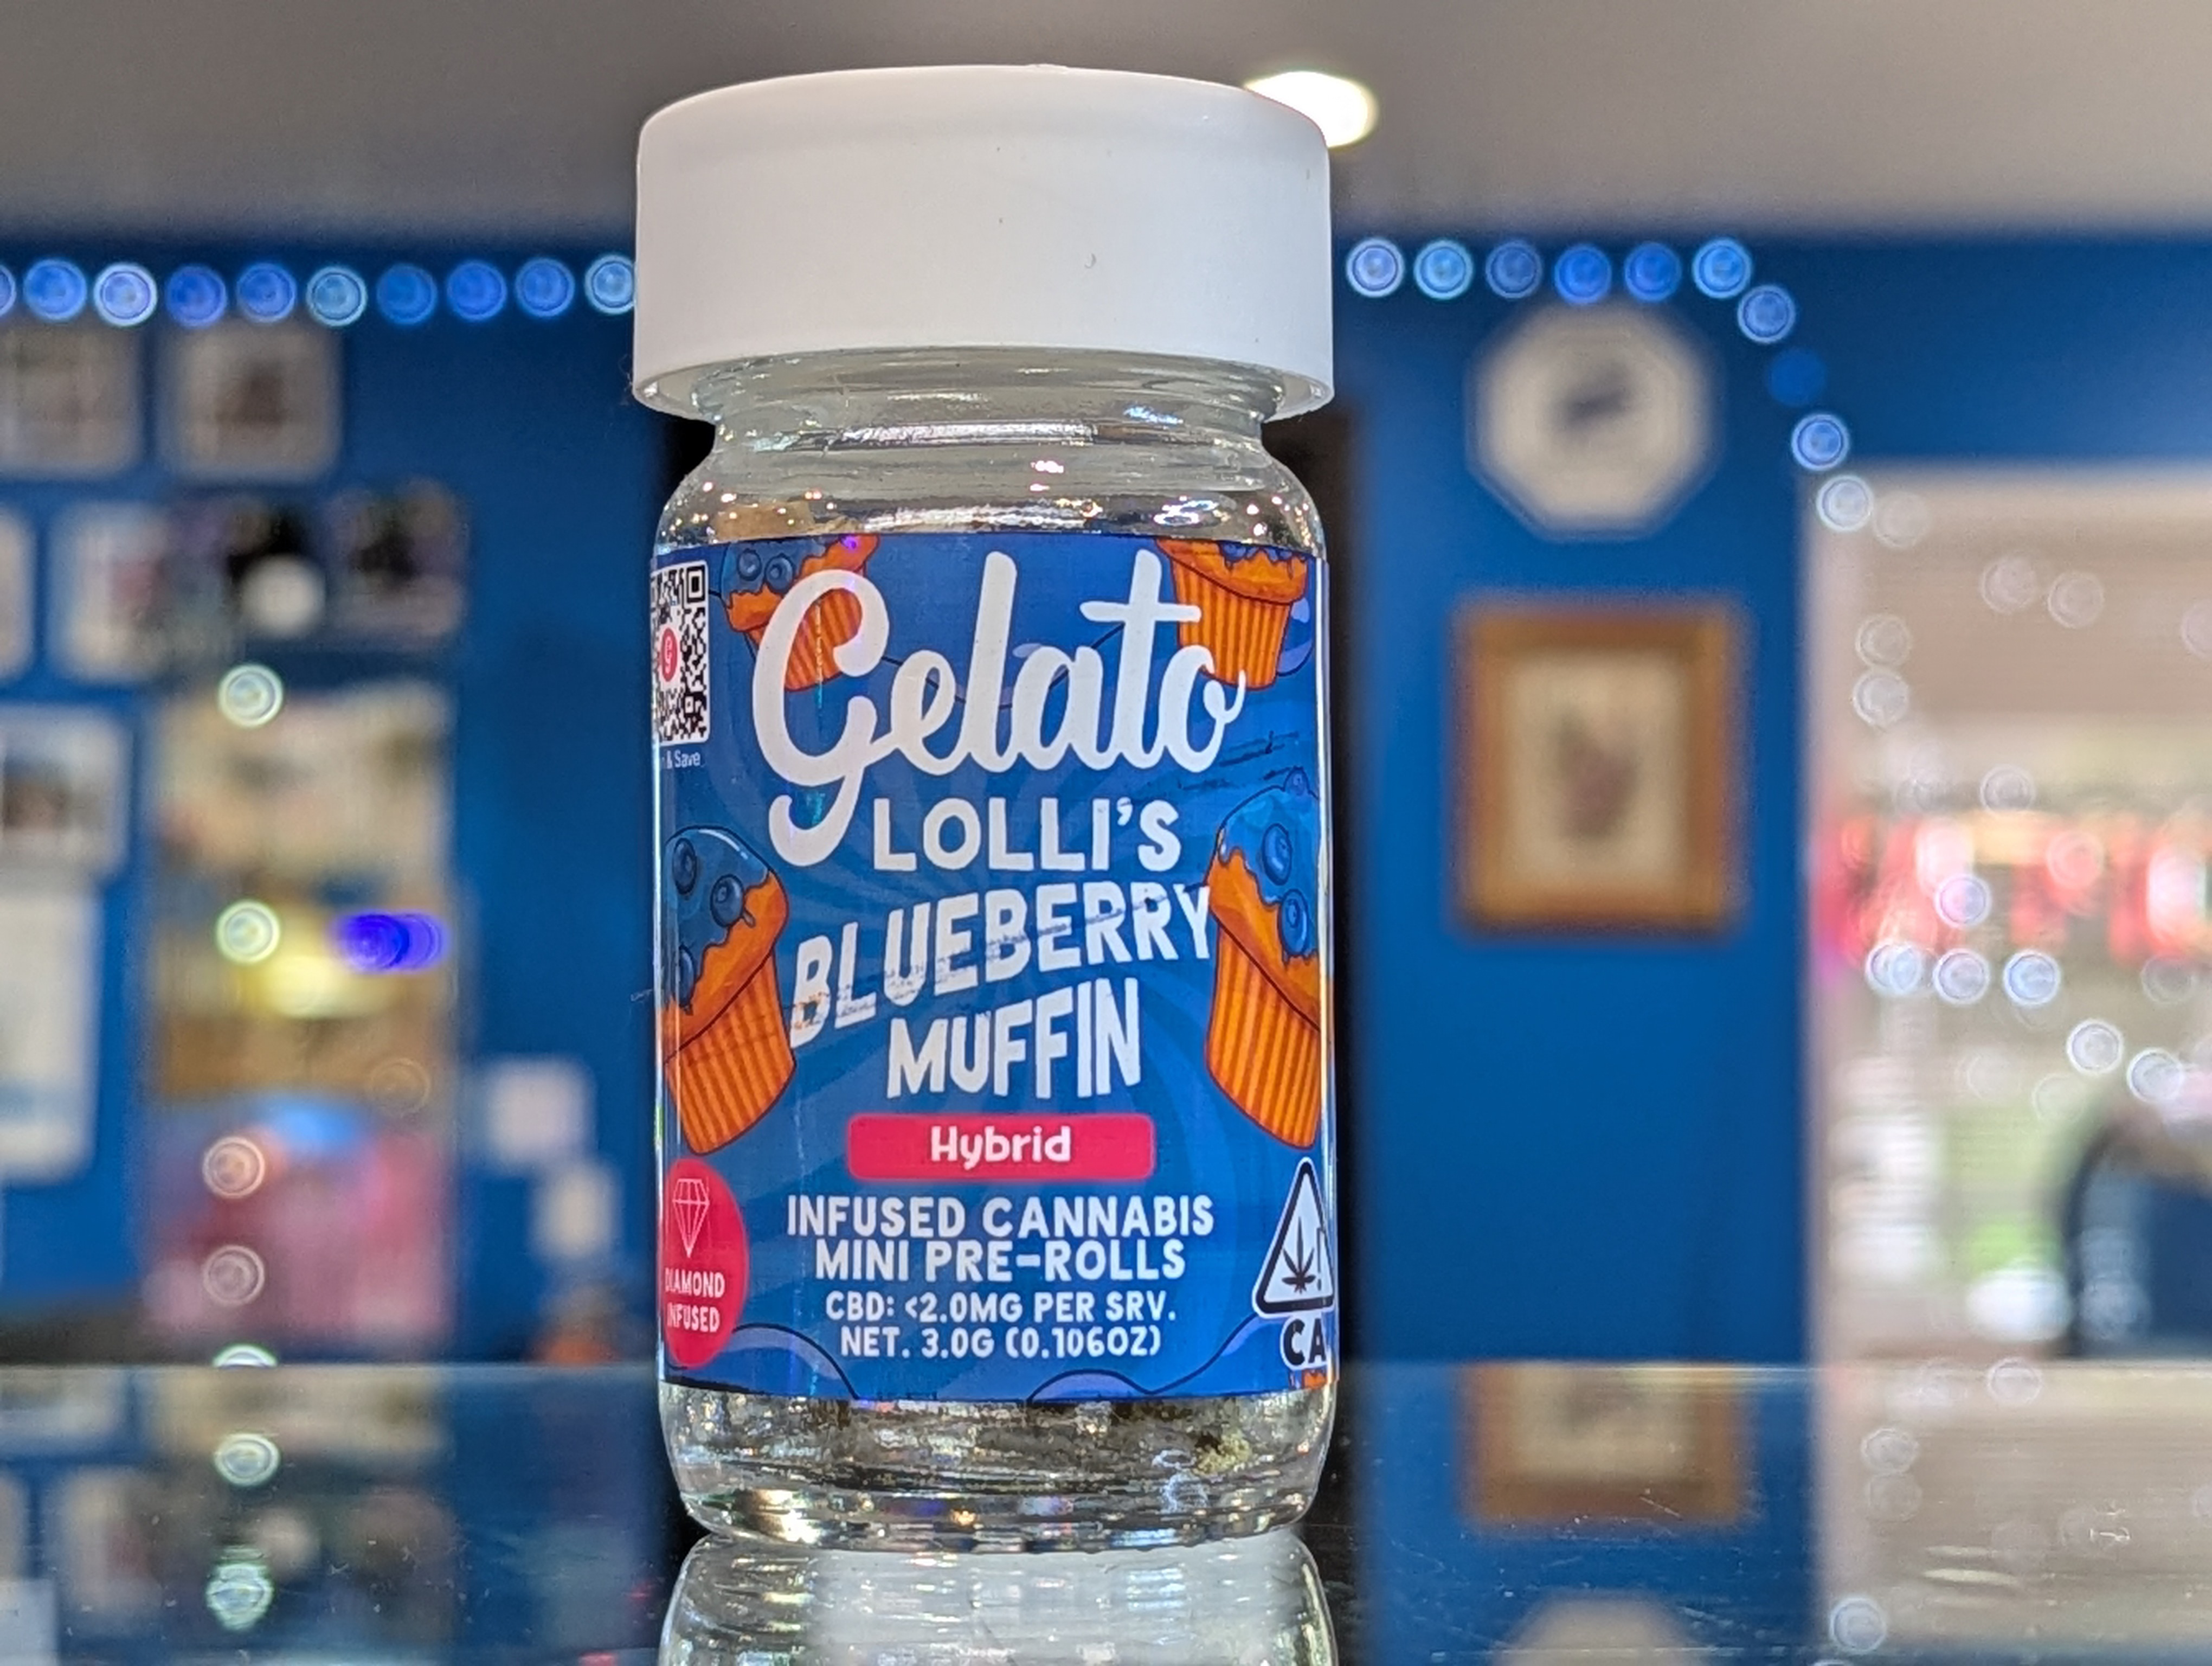 & Save
Gelato
LOLLI'S
BLUEBERRY
MUFFIN
Hybrid
DIAMOND
INFUSED
INFUSED CANNABIS
MINI PRE-ROLLS
CBD: <2.0MG PER SRV.
NET. 3.0G (0.106OZ)
CA